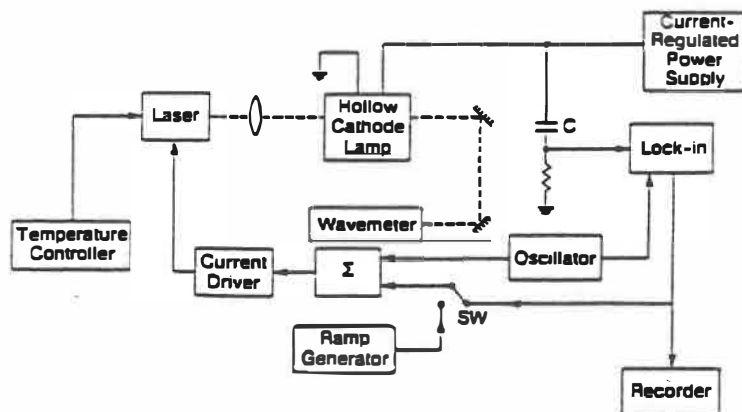 Current-
Regulated
Power
Supply
Laser
Hollow
Cathode
Lamp
C
Lock-in
Wavemeter
Temperature
Controller
Current
Driver
Σ
Oscillator
SW
Ramp
Generator
Recorder